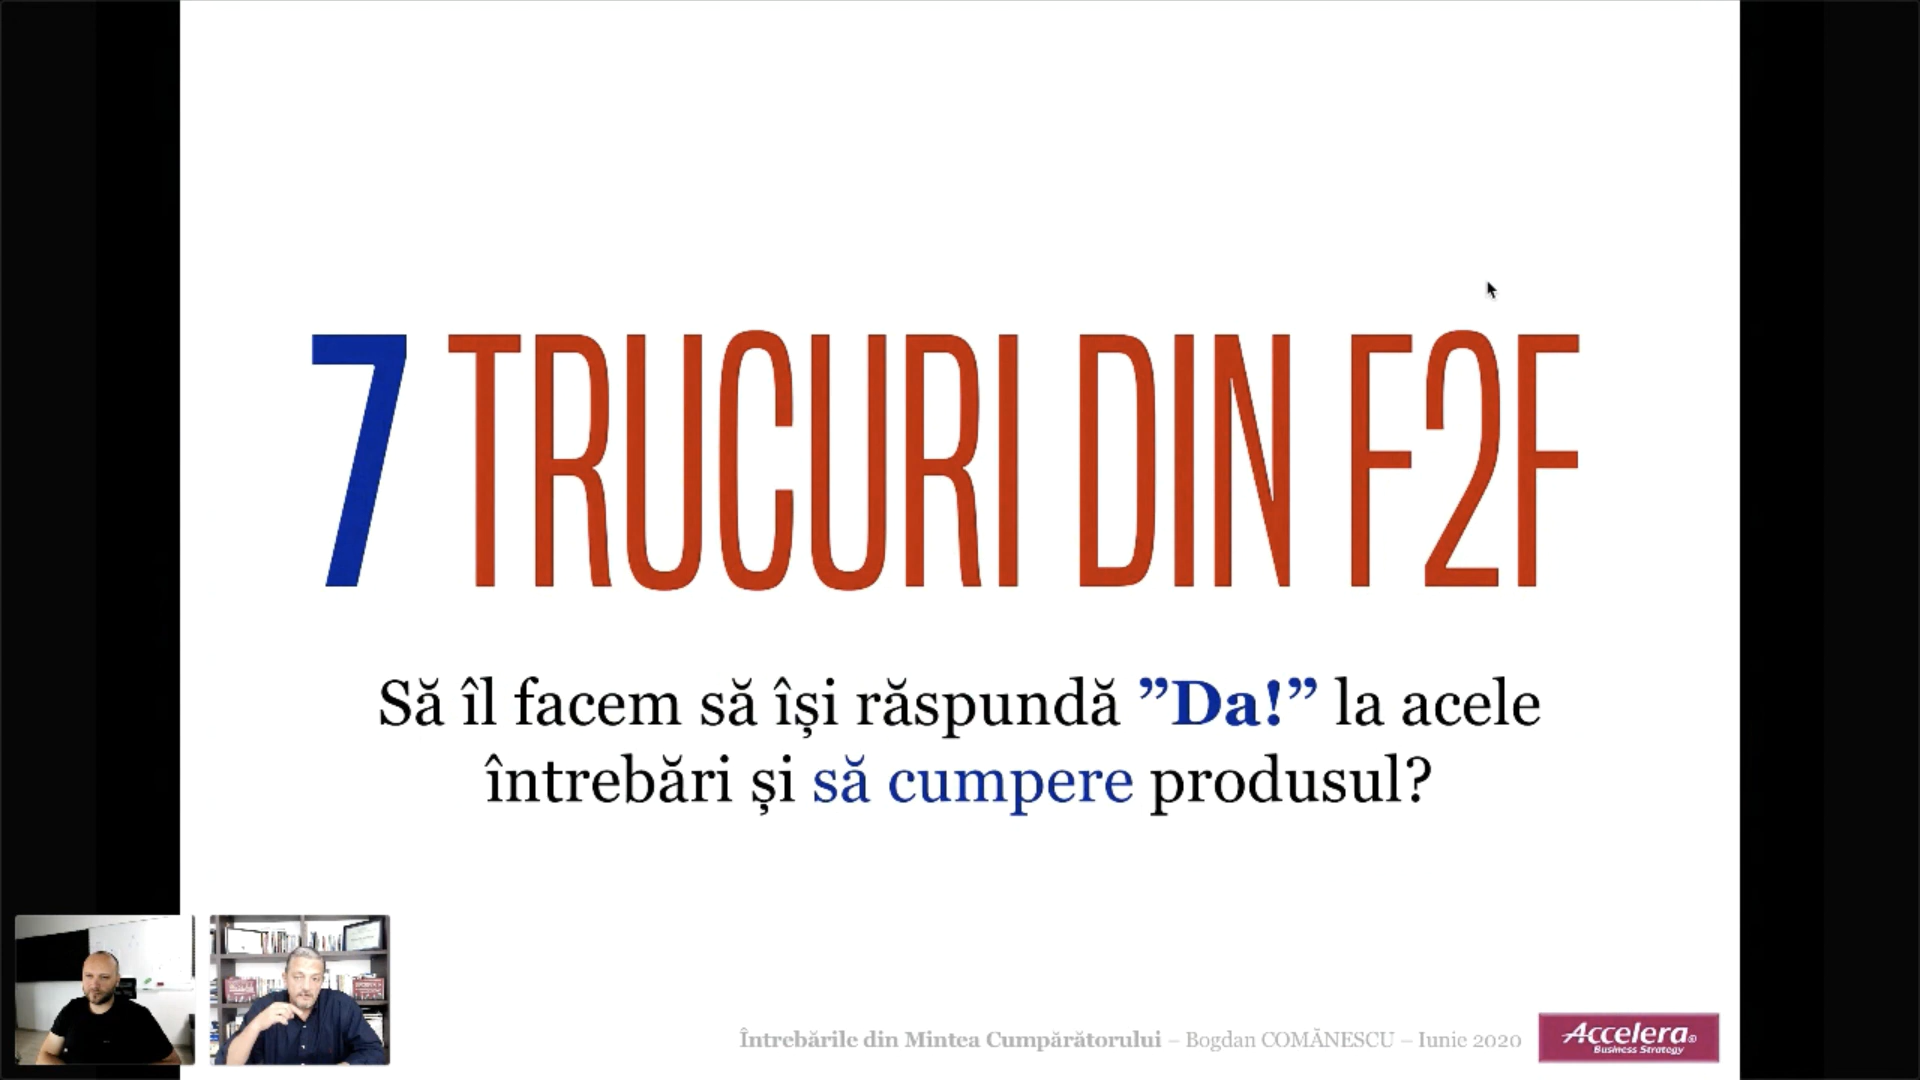 7 TRUCURI DIN F2F
Să îl facem să își răspundă ”Da!” la acele
întrebări și să cumpere produsul?
Întrebările din Mintea Cumpărătorului – Bogdan COMĂNESCU – Iunie 2020
Accelera®
Business Strategy